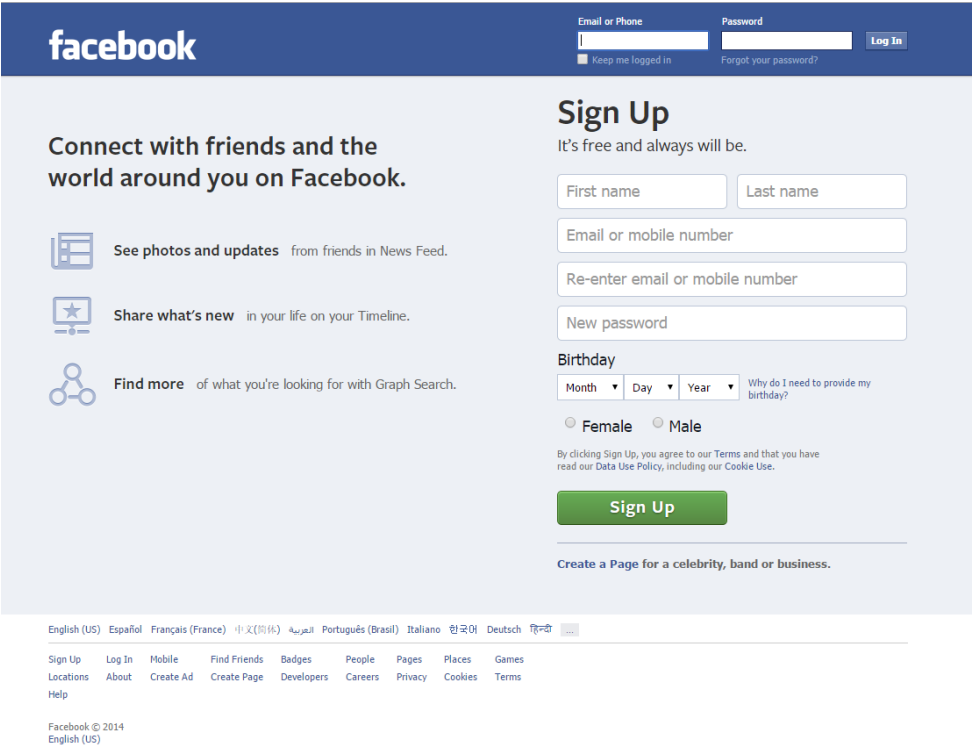 facebook
Email or Phone
Password
Log In
Keep me logged in
Forgot your password?
Connect with friends and the
world around you on Facebook.
See photos and updates from friends in News Feed.
Share what's new in your life on your Timeline.
Find more of what you're looking for with Graph Search.
Sign Up
It's free and always will be.
First name
Last name
Email or mobile number
Re-enter email or mobile number
New password
Birthday
Month Day Year
Why do I need to provide my
birthday?
Female Male
By clicking Sign Up, you agree to our Terms and that you have
read our Data Use Policy, including our Cookie Use.
Sign Up
Create a Page for a celebrity, band or business.
English (US) Español Français (France) 中文(简体) العربية Português (Brasil) Italiano 한국어 Deutsch हिन्दी ...
Sign Up Log In Mobile Find Friends Badges People Pages Places Games
Locations About Create Ad Create Page Developers Careers Privacy Cookies Terms
Help
Facebook © 2014
English (US)